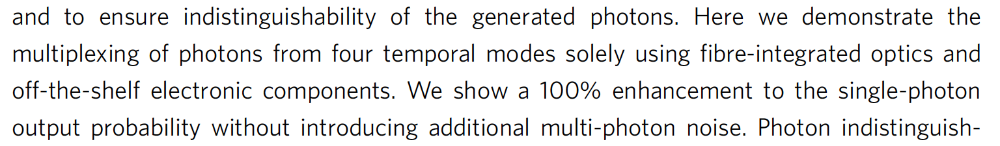 and to ensure indistinguishability of the generated photons. Here we demonstrate the
multiplexing of photons from four temporal modes solely using fibre-integrated optics and
off-the-shelf electronic components. We show a 100% enhancement to the single-photon
output probability without introducing additional multi-photon noise. Photon indistinguish-